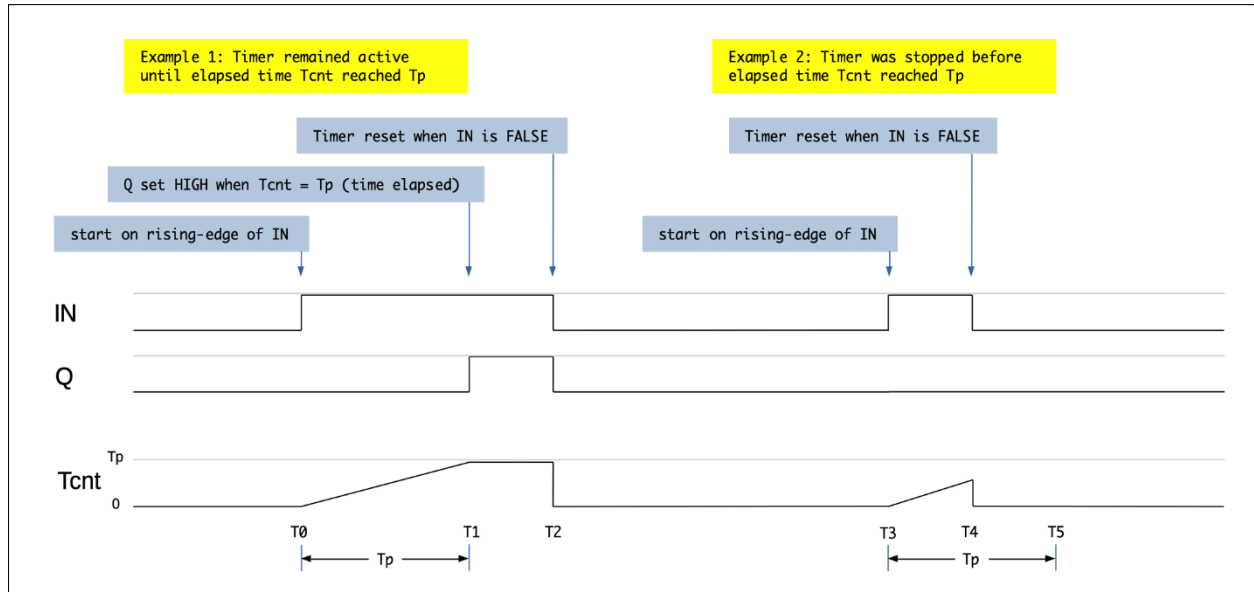 Example 1: Timer remained active
until elapsed time Tcnt reached Tp
Example 2: Timer was stopped before
elapsed time Tcnt reached Tp
Timer reset when IN is FALSE
Timer reset when IN is FALSE
Q set HIGH when Tcnt = Tp (time elapsed)
start on rising-edge of IN
start on rising-edge of IN
IN
Q
Tp
Tcnt
0
T0
T1
T2
T3
T4
T5
Tp
Tp